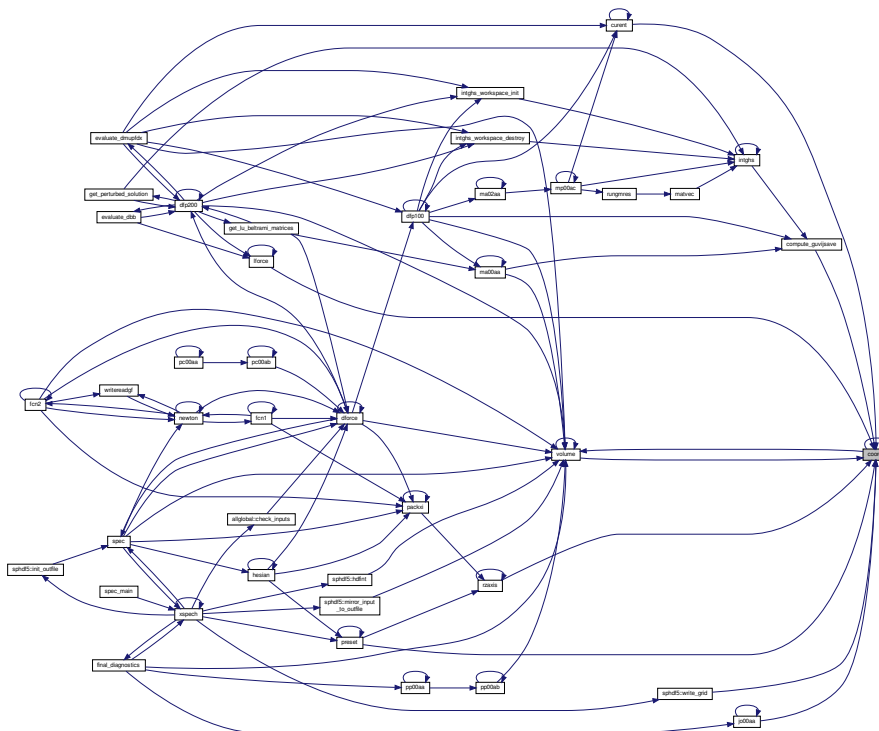 curent
intghs_workspace_init
evaluate_dmupfdx
intghs_workspace_destroy
intghs
get_perturbed_solution
ma02aa
mp00ac
rungmres
matvec
dfp200
evaluate_dbb
dfp100
get_lu_beltrami_matrices
compute_guvijsave
lforce
ma00aa
pc00aa
pc00ab
writereadgf
fcn2
newton
fcn1
dforce
volume
coor
packxi
allglobal::check_inputs
spec
sphdf5::init_outfile
hesian
sphdf5::hdfint
rzaxis
spec_main
sphdf5::mirror_input
_to_outfile
xspech
preset
final_diagnostics
pp00aa
pp00ab
sphdf5::write_grid
jo00aa